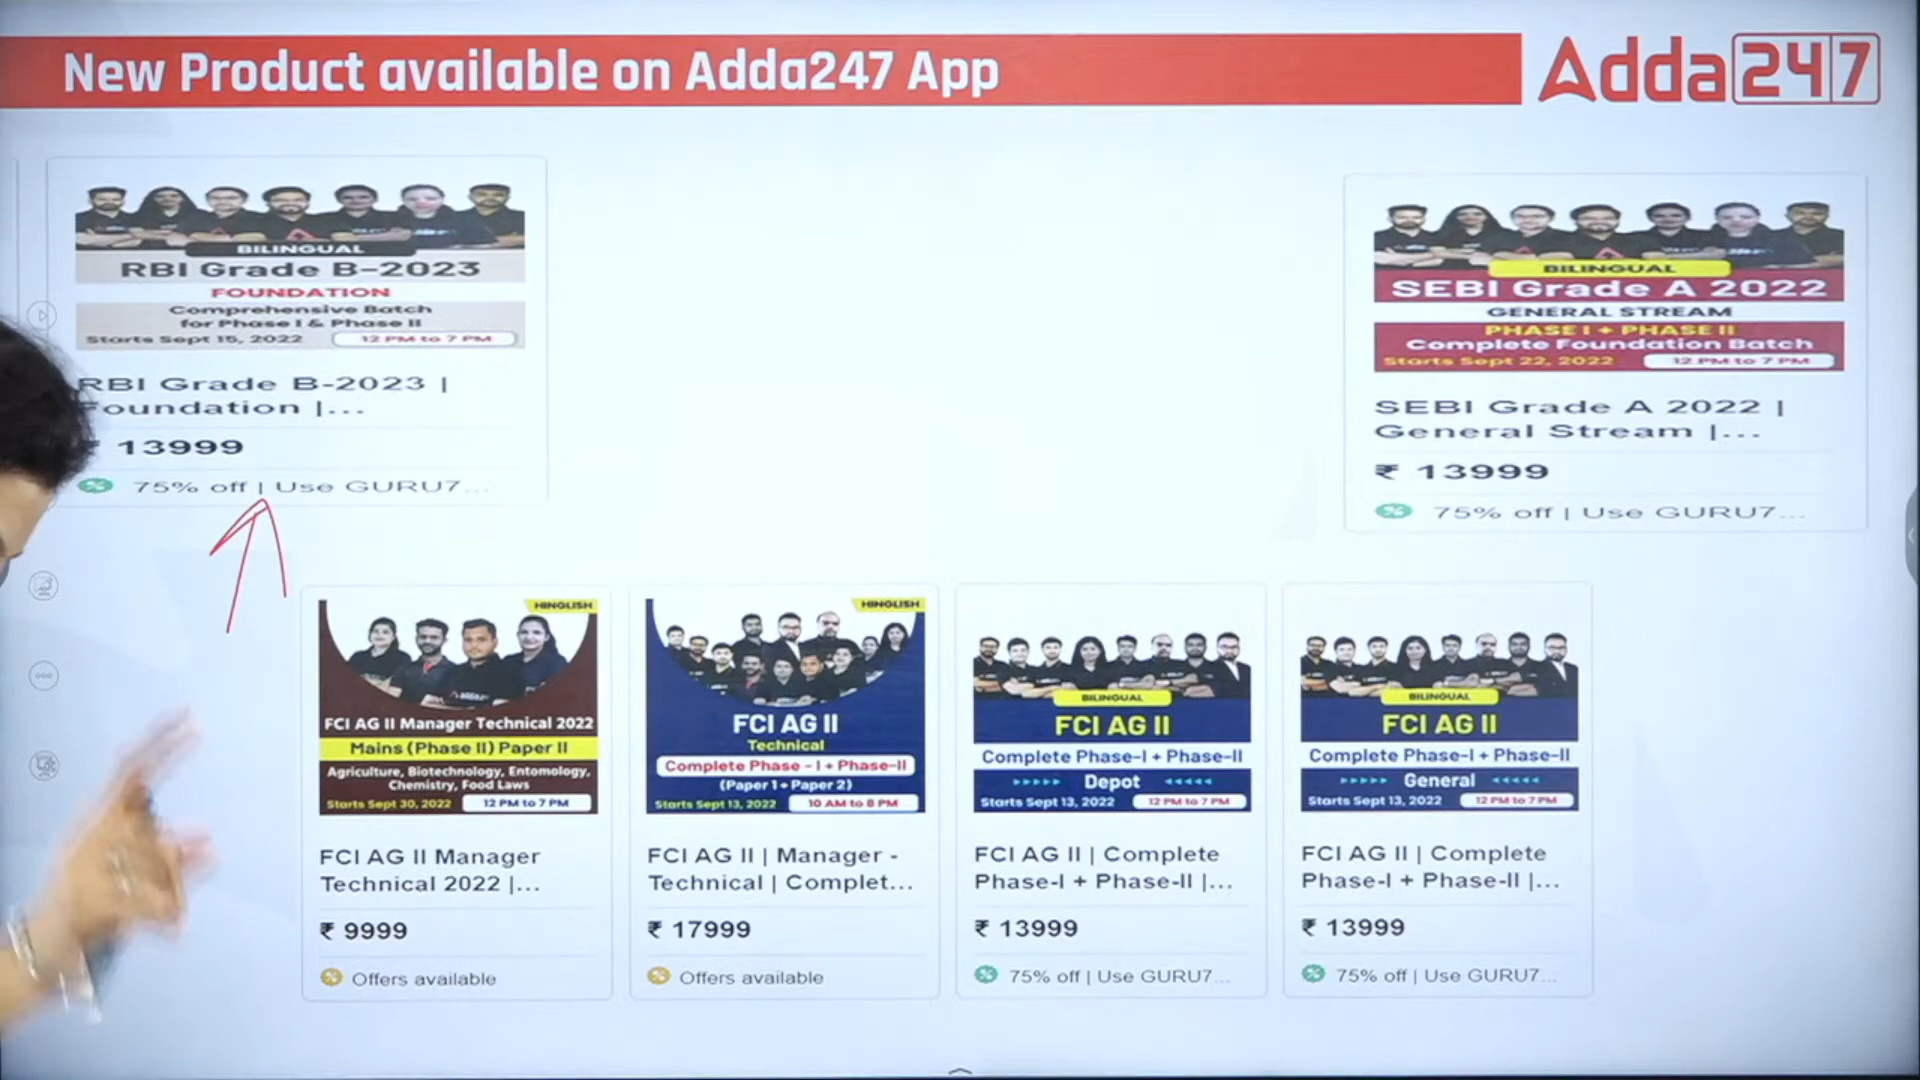 New Product available on Adda247 App
Adda247
BILINGUAL
RBI Grade B-2023
FOUNDATION
Comprehensive Batch
for Phase I & Phase II
Starts Sept 15, 2022
12 PM to 7 PM
RBI Grade B-2023 |
Foundation |...
₹ 13999
75% off | Use GURU7...
BILINGUAL
SEBI Grade A 2022
GENERAL STREAM
PHASE I + PHASE II
Complete Foundation Batch
Starts Sept 22, 2022
12 PM to 7 PM
SEBI Grade A 2022 |
General Stream |...
₹ 13999
75% off | Use GURU7...
HINGLISH
FCI AG II Manager Technical 2022
Mains (Phase II) Paper II
Agriculture, Biotechnology, Entomology,
Chemistry, Food Laws
Starts Sept 30, 2022
12 PM to 7 PM
FCI AG II Manager
Technical 2022 |...
₹ 9999
Offers available
HINGLISH
FCI AG II
Technical
Complete Phase - I + Phase-II
(Paper 1 + Paper 2)
Starts Sept 13, 2022
10 AM to 8 PM
FCI AG II | Manager -
Technical | Complet...
₹ 17999
Offers available
BILINGUAL
FCI AG II
Complete Phase-I + Phase-II
Depot
Starts Sept 13, 2022
12 PM to 7 PM
FCI AG II | Complete
Phase-I + Phase-II |...
₹ 13999
75% off | Use GURU7...
BILINGUAL
FCI AG II
Complete Phase-I + Phase-II
General
Starts Sept 13, 2022
12 PM to 7 PM
FCI AG II | Complete
Phase-I + Phase-II |...
₹ 13999
75% off | Use GURU7...